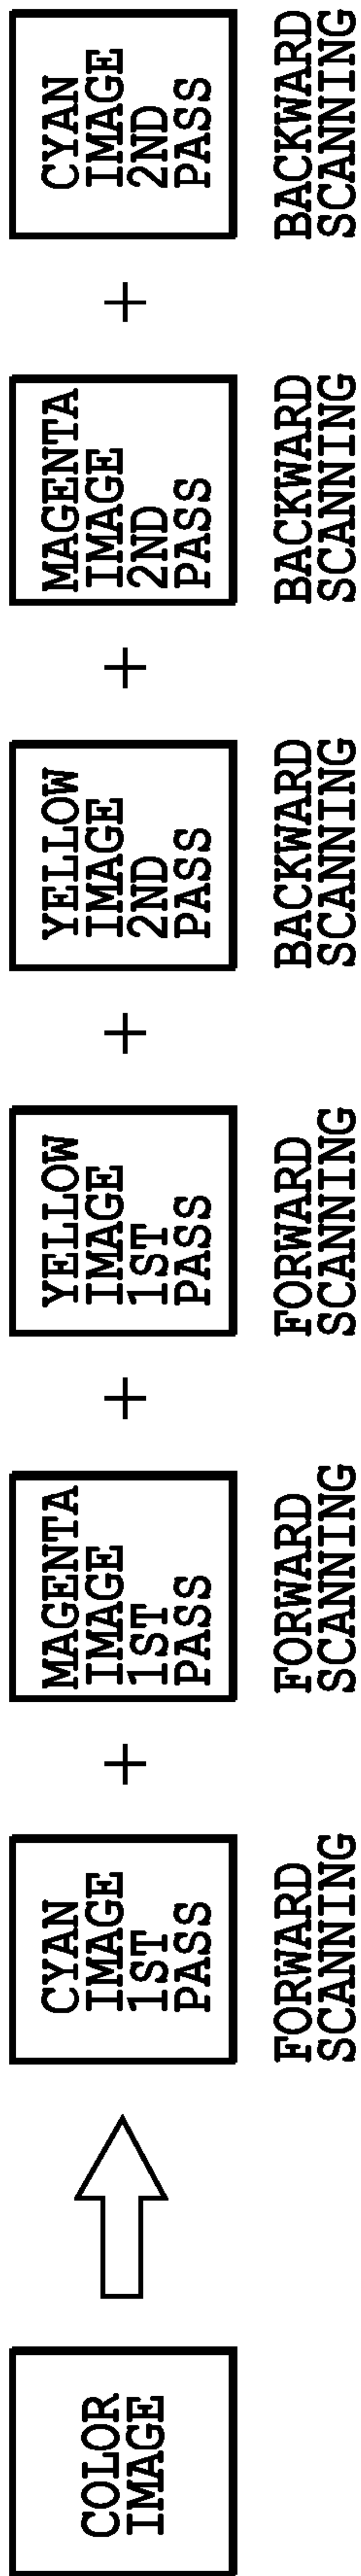 COLOR
IMAGE
CYAN
IMAGE
1ST
PASS
FORWARD
SCANNING
+
MAGENTA
IMAGE
1ST
PASS
FORWARD
SCANNING
+
YELLOW
IMAGE
1ST
PASS
FORWARD
SCANNING
+
YELLOW
IMAGE
2ND
PASS
BACKWARD
SCANNING
+
MAGENTA
IMAGE
2ND
PASS
BACKWARD
SCANNING
+
CYAN
IMAGE
2ND
PASS
BACKWARD
SCANNING